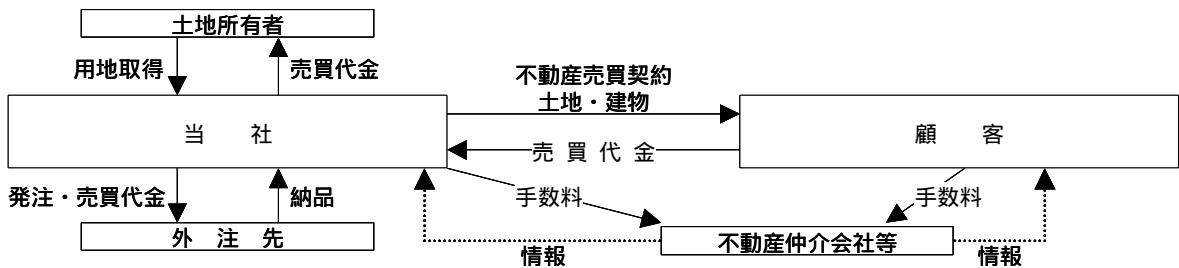 土地所有者
用地取得
売買代金
不動産売買契約
土地・建物
当　　社
顧　　客
売 買 代 金
発注・売買代金
納品
手数料
手数料
外　注　先
不動産仲介会社等
情報
情報